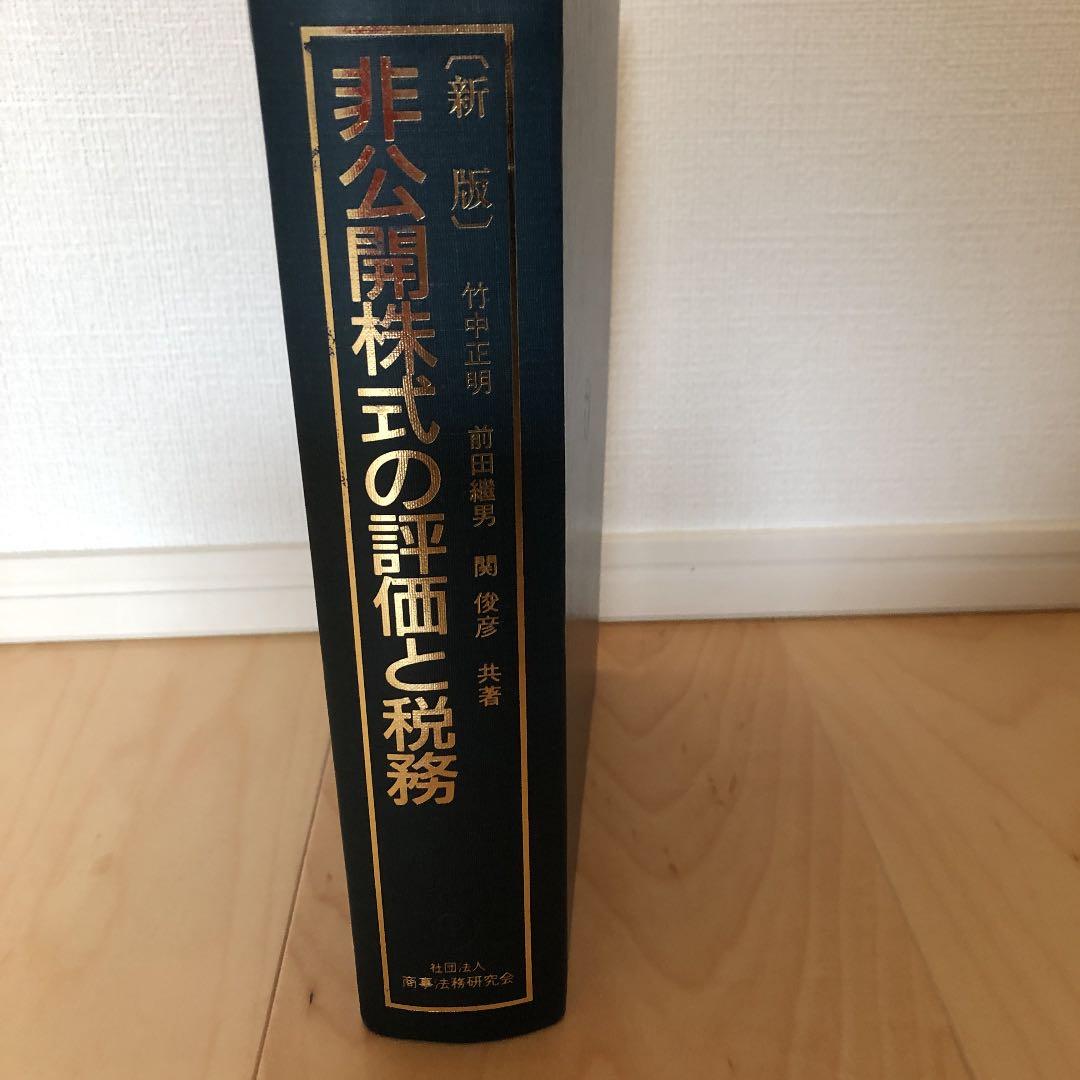 〔新版〕
非公開株式の評価と税務
竹中正明 前田繼男 関俊彦 共著
社団法人
商事法務研究会